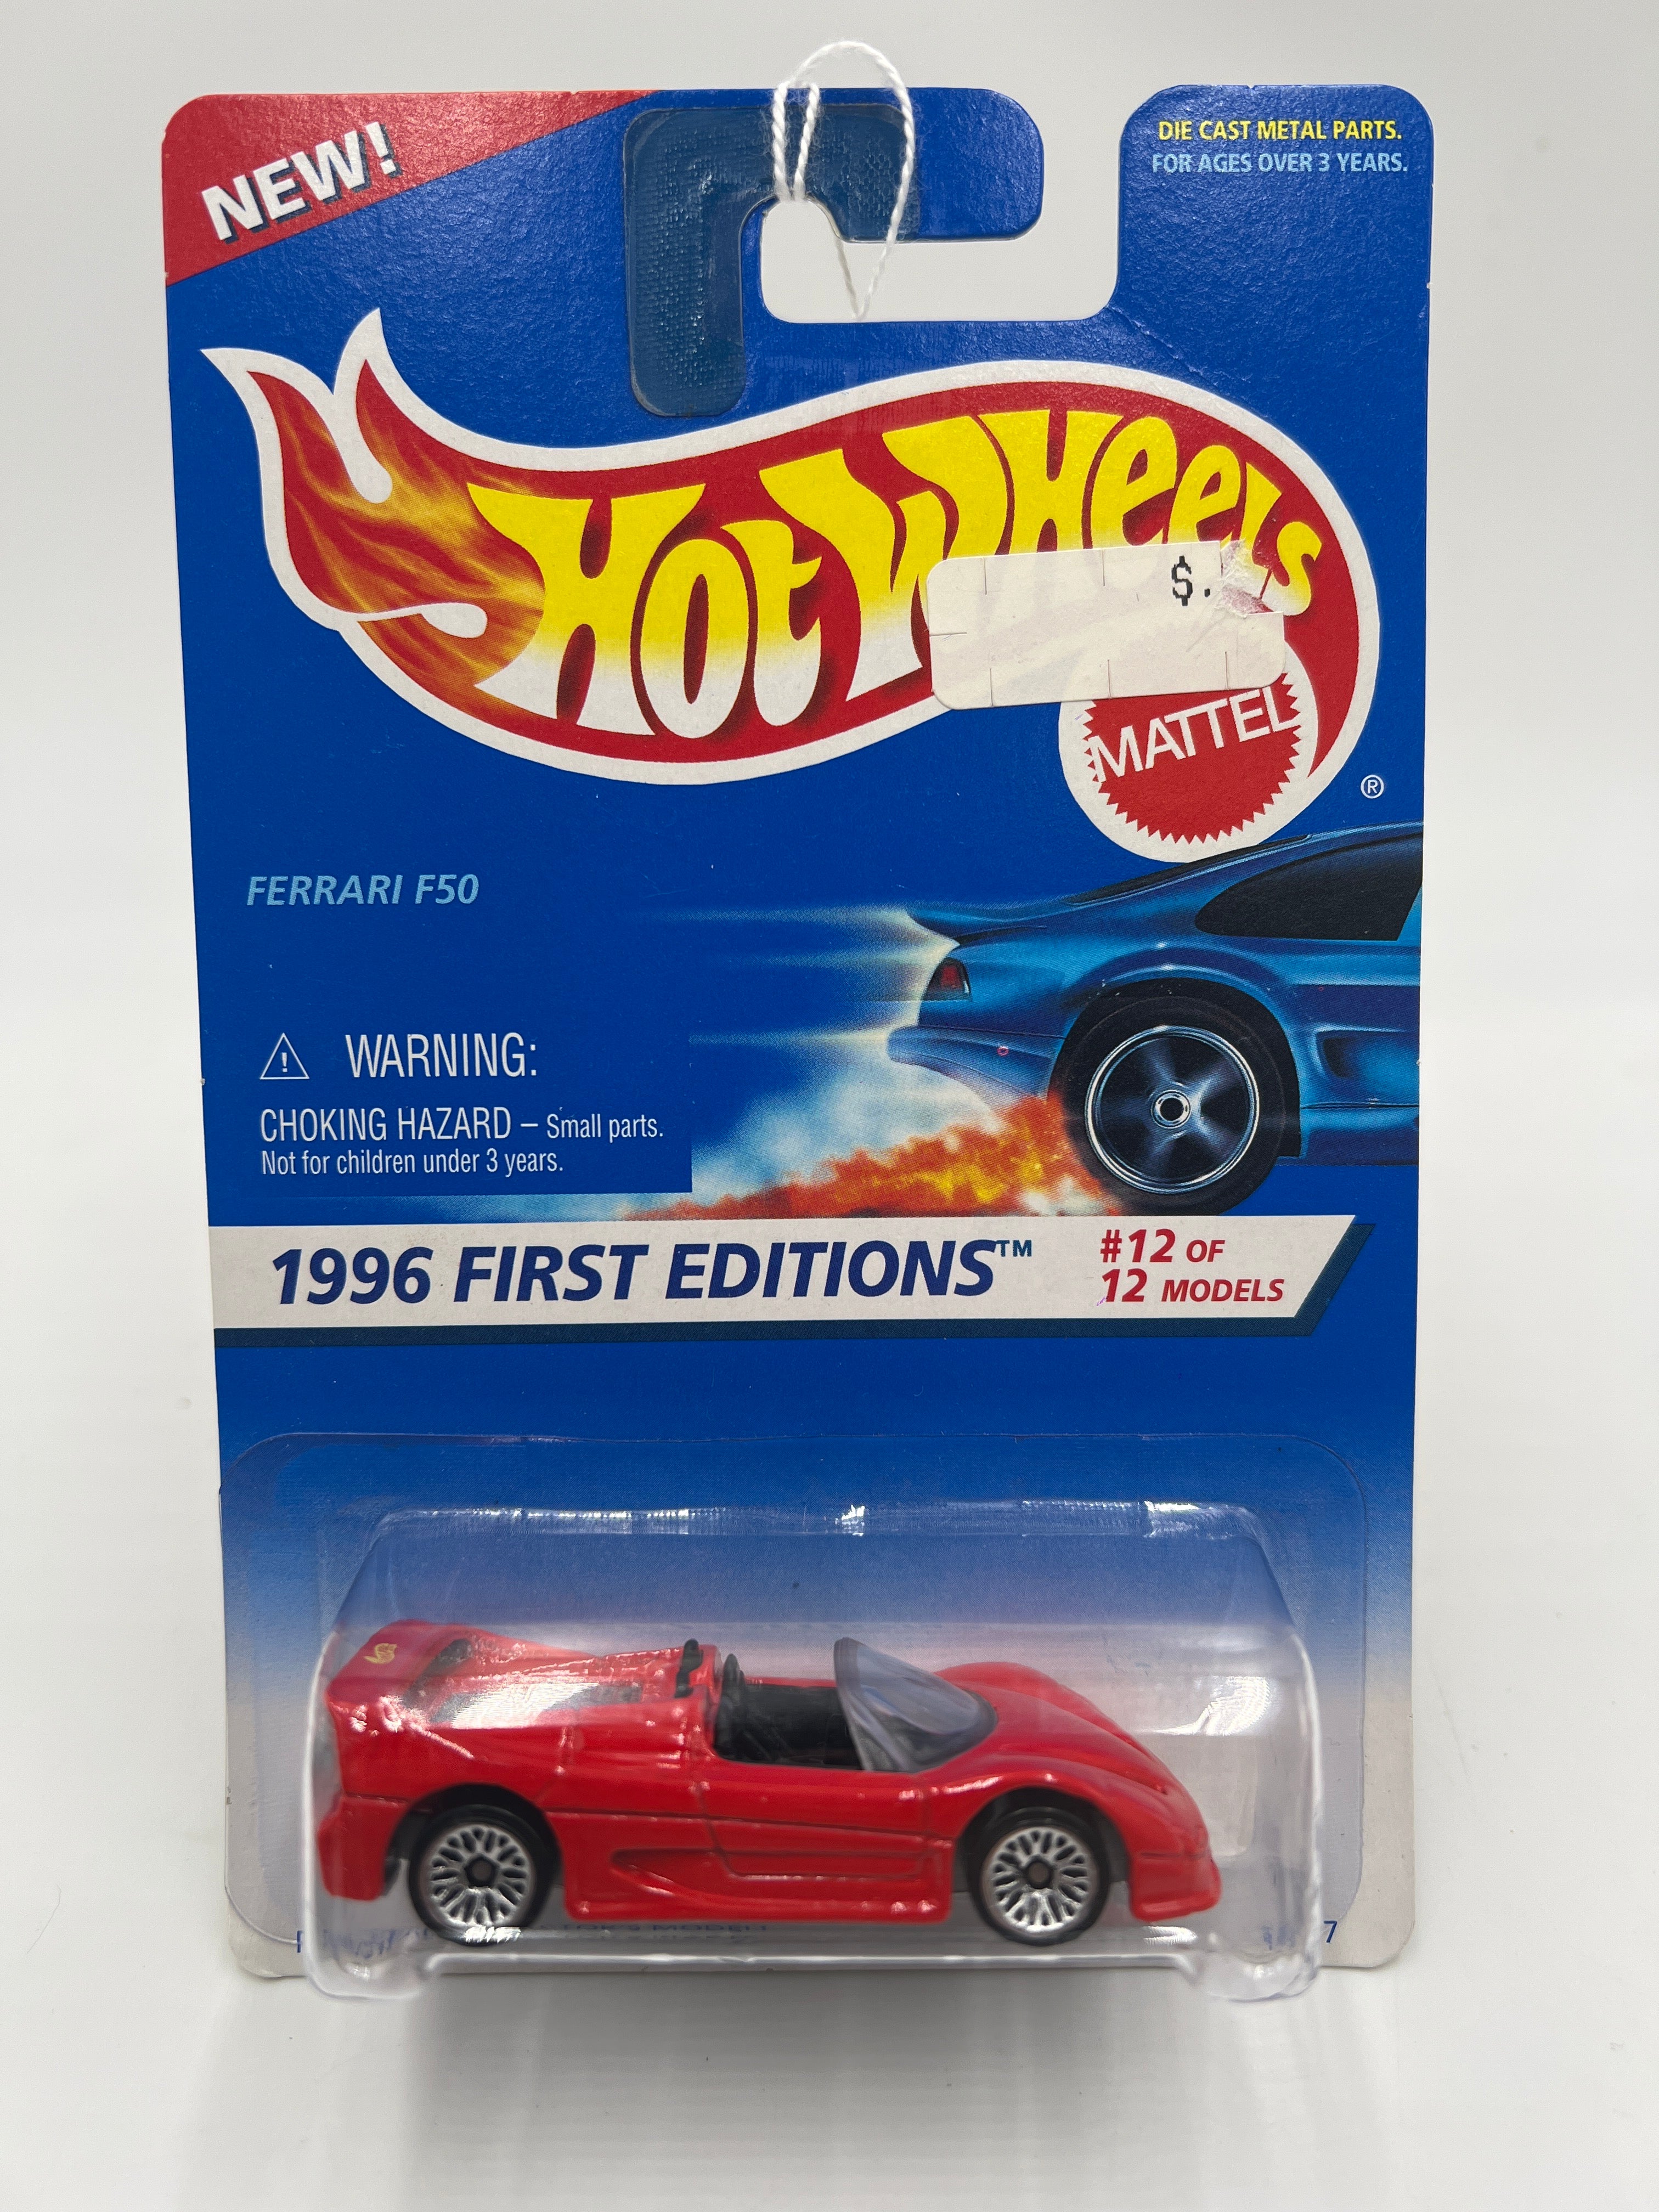 NEW!
DIE CAST METAL PARTS.
FOR AGES OVER 3 YEARS.
HOT WHEELS
$.
MATTEL
®
FERRARI F50
⚠ WARNING:
CHOKING HAZARD – Small parts.
Not for children under 3 years.
1996 FIRST EDITIONS™
#12 OF
12 MODELS